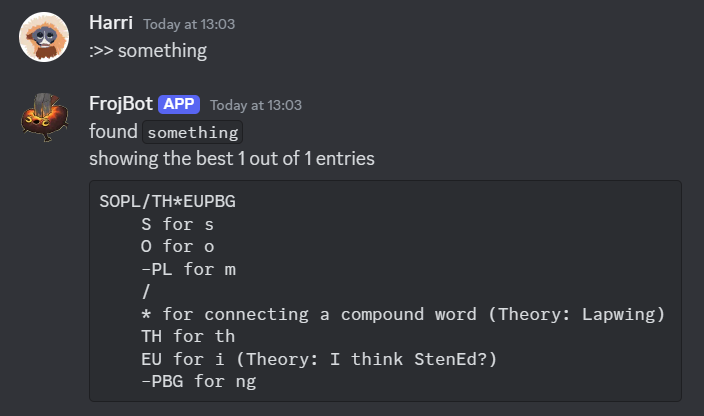 Harri Today at 13:03
:>> something
FrojBot APP Today at 13:03
found something
showing the best 1 out of 1 entries
SOPL/TH*EUPBG
    S for s
    O for o
    -PL for m
    /
    * for connecting a compound word (Theory: Lapwing)
    TH for th
    EU for i (Theory: I think StenEd?)
    -PBG for ng